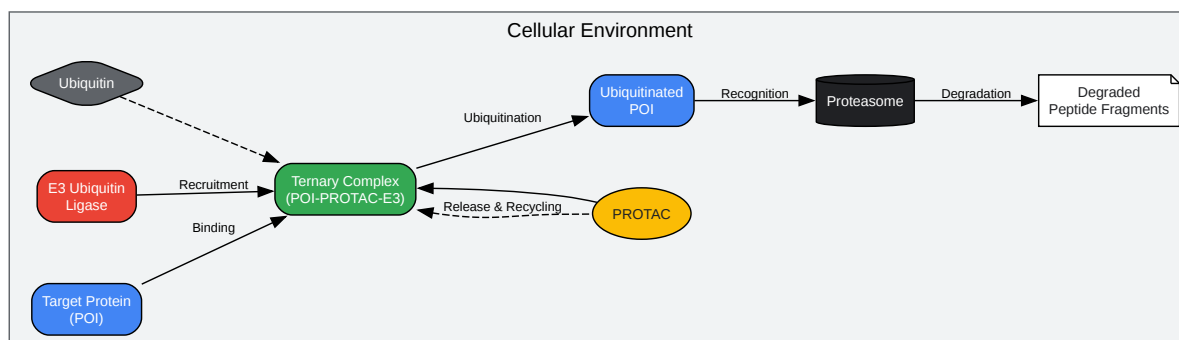 Cellular Environment
Ubiquitin
Ubiquitinated
POI
Recognition
Proteasome
Degradation
Degraded
Peptide Fragments
Ubiquitination
E3 Ubiquitin
Ligase
Recruitment
Ternary Complex
(POI-PROTAC-E3)
Release & Recycling
PROTAC
Binding
Target Protein
(POI)